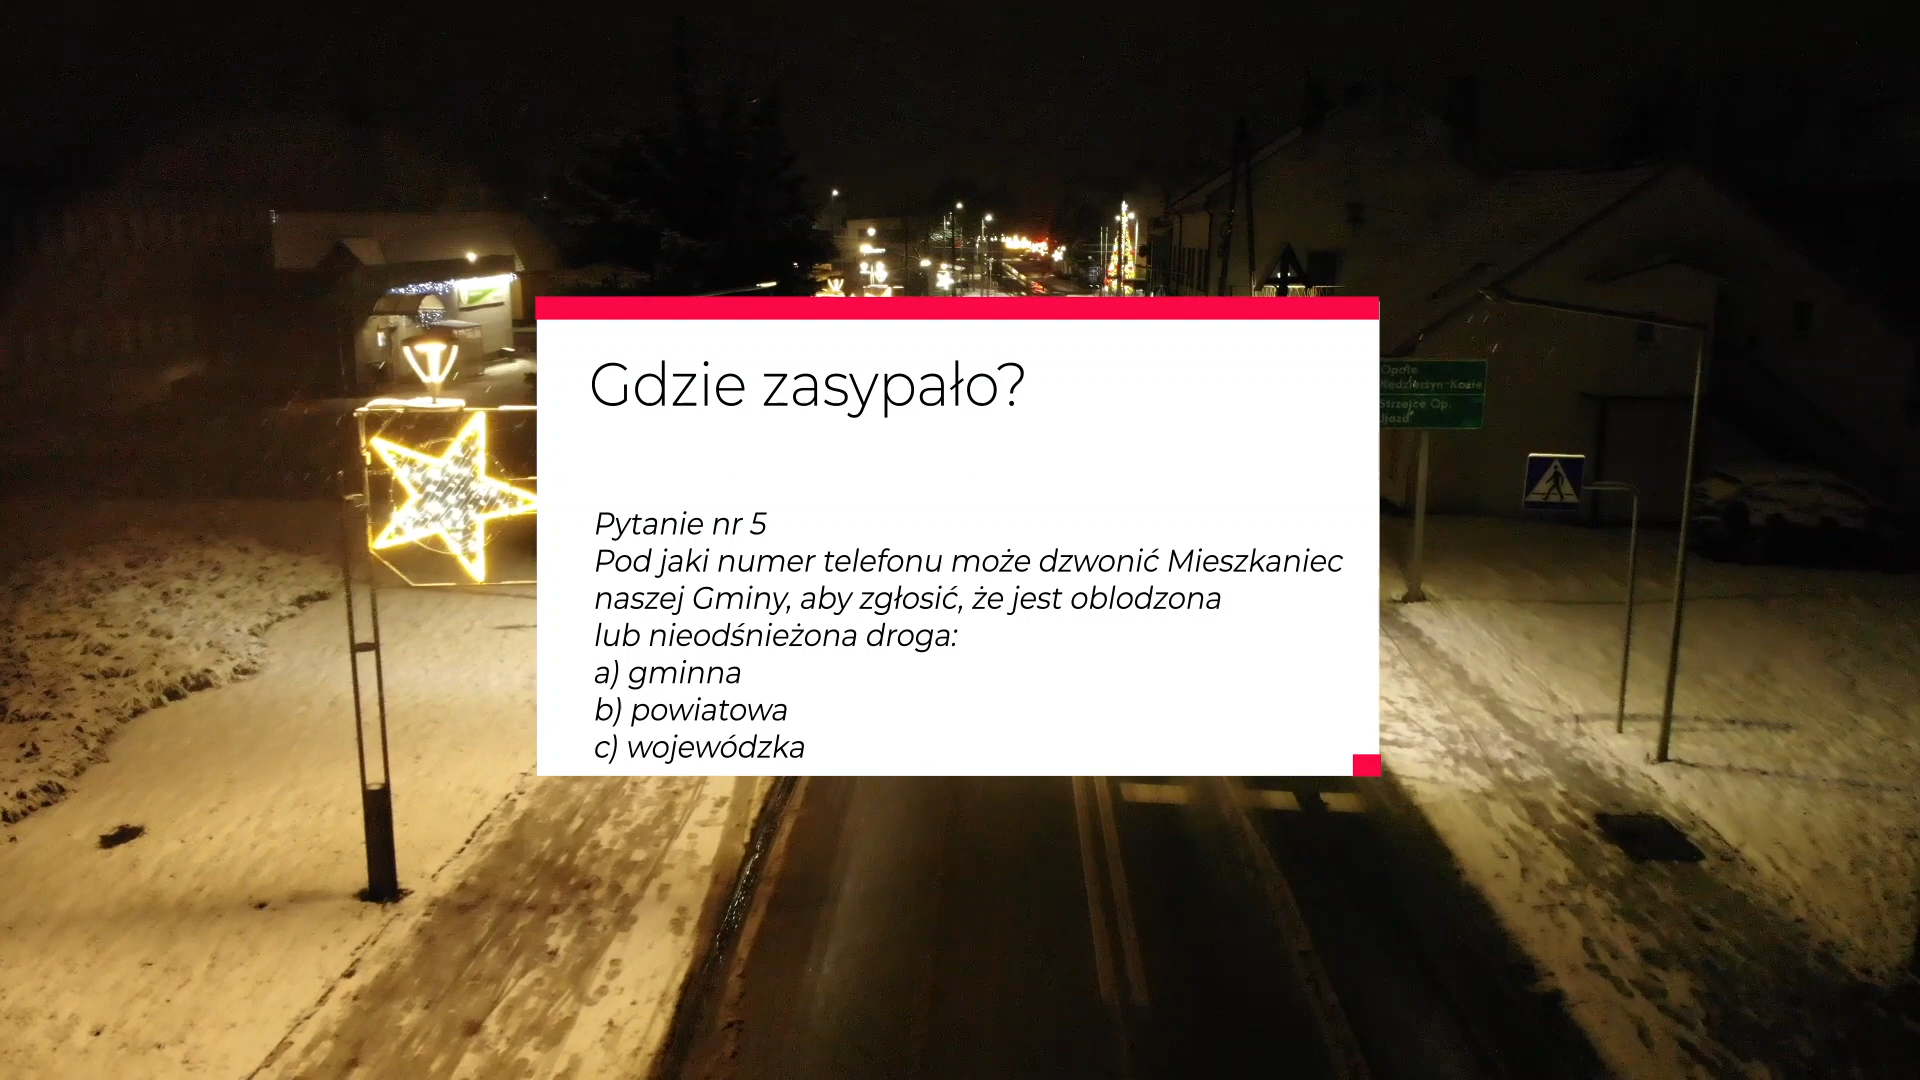 Gdzie zasypało?
Pytanie nr 5
Pod jaki numer telefonu może dzwonić Mieszkaniec
naszej Gminy, aby zgłosić, że jest oblodzona
lub nieodśnieżona droga:
a) gminna
b) powiatowa
c) wojewódzka
Opole
Kędzierzyn-Koźle
Strzelce Op.
Ujazd